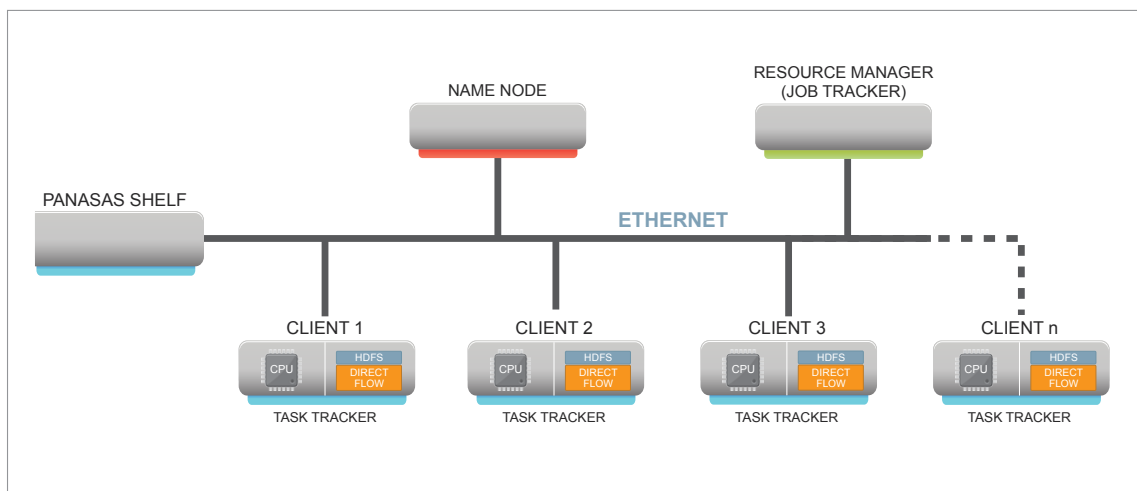 NAME NODE
RESOURCE MANAGER
(JOB TRACKER)
PANASAS SHELF
ETHERNET
CLIENT 1
CLIENT 2
CLIENT 3
CLIENT n
CPU
HDFS
DIRECT
FLOW
CPU
HDFS
DIRECT
FLOW
CPU
HDFS
DIRECT
FLOW
CPU
HDFS
DIRECT
FLOW
TASK TRACKER
TASK TRACKER
TASK TRACKER
TASK TRACKER